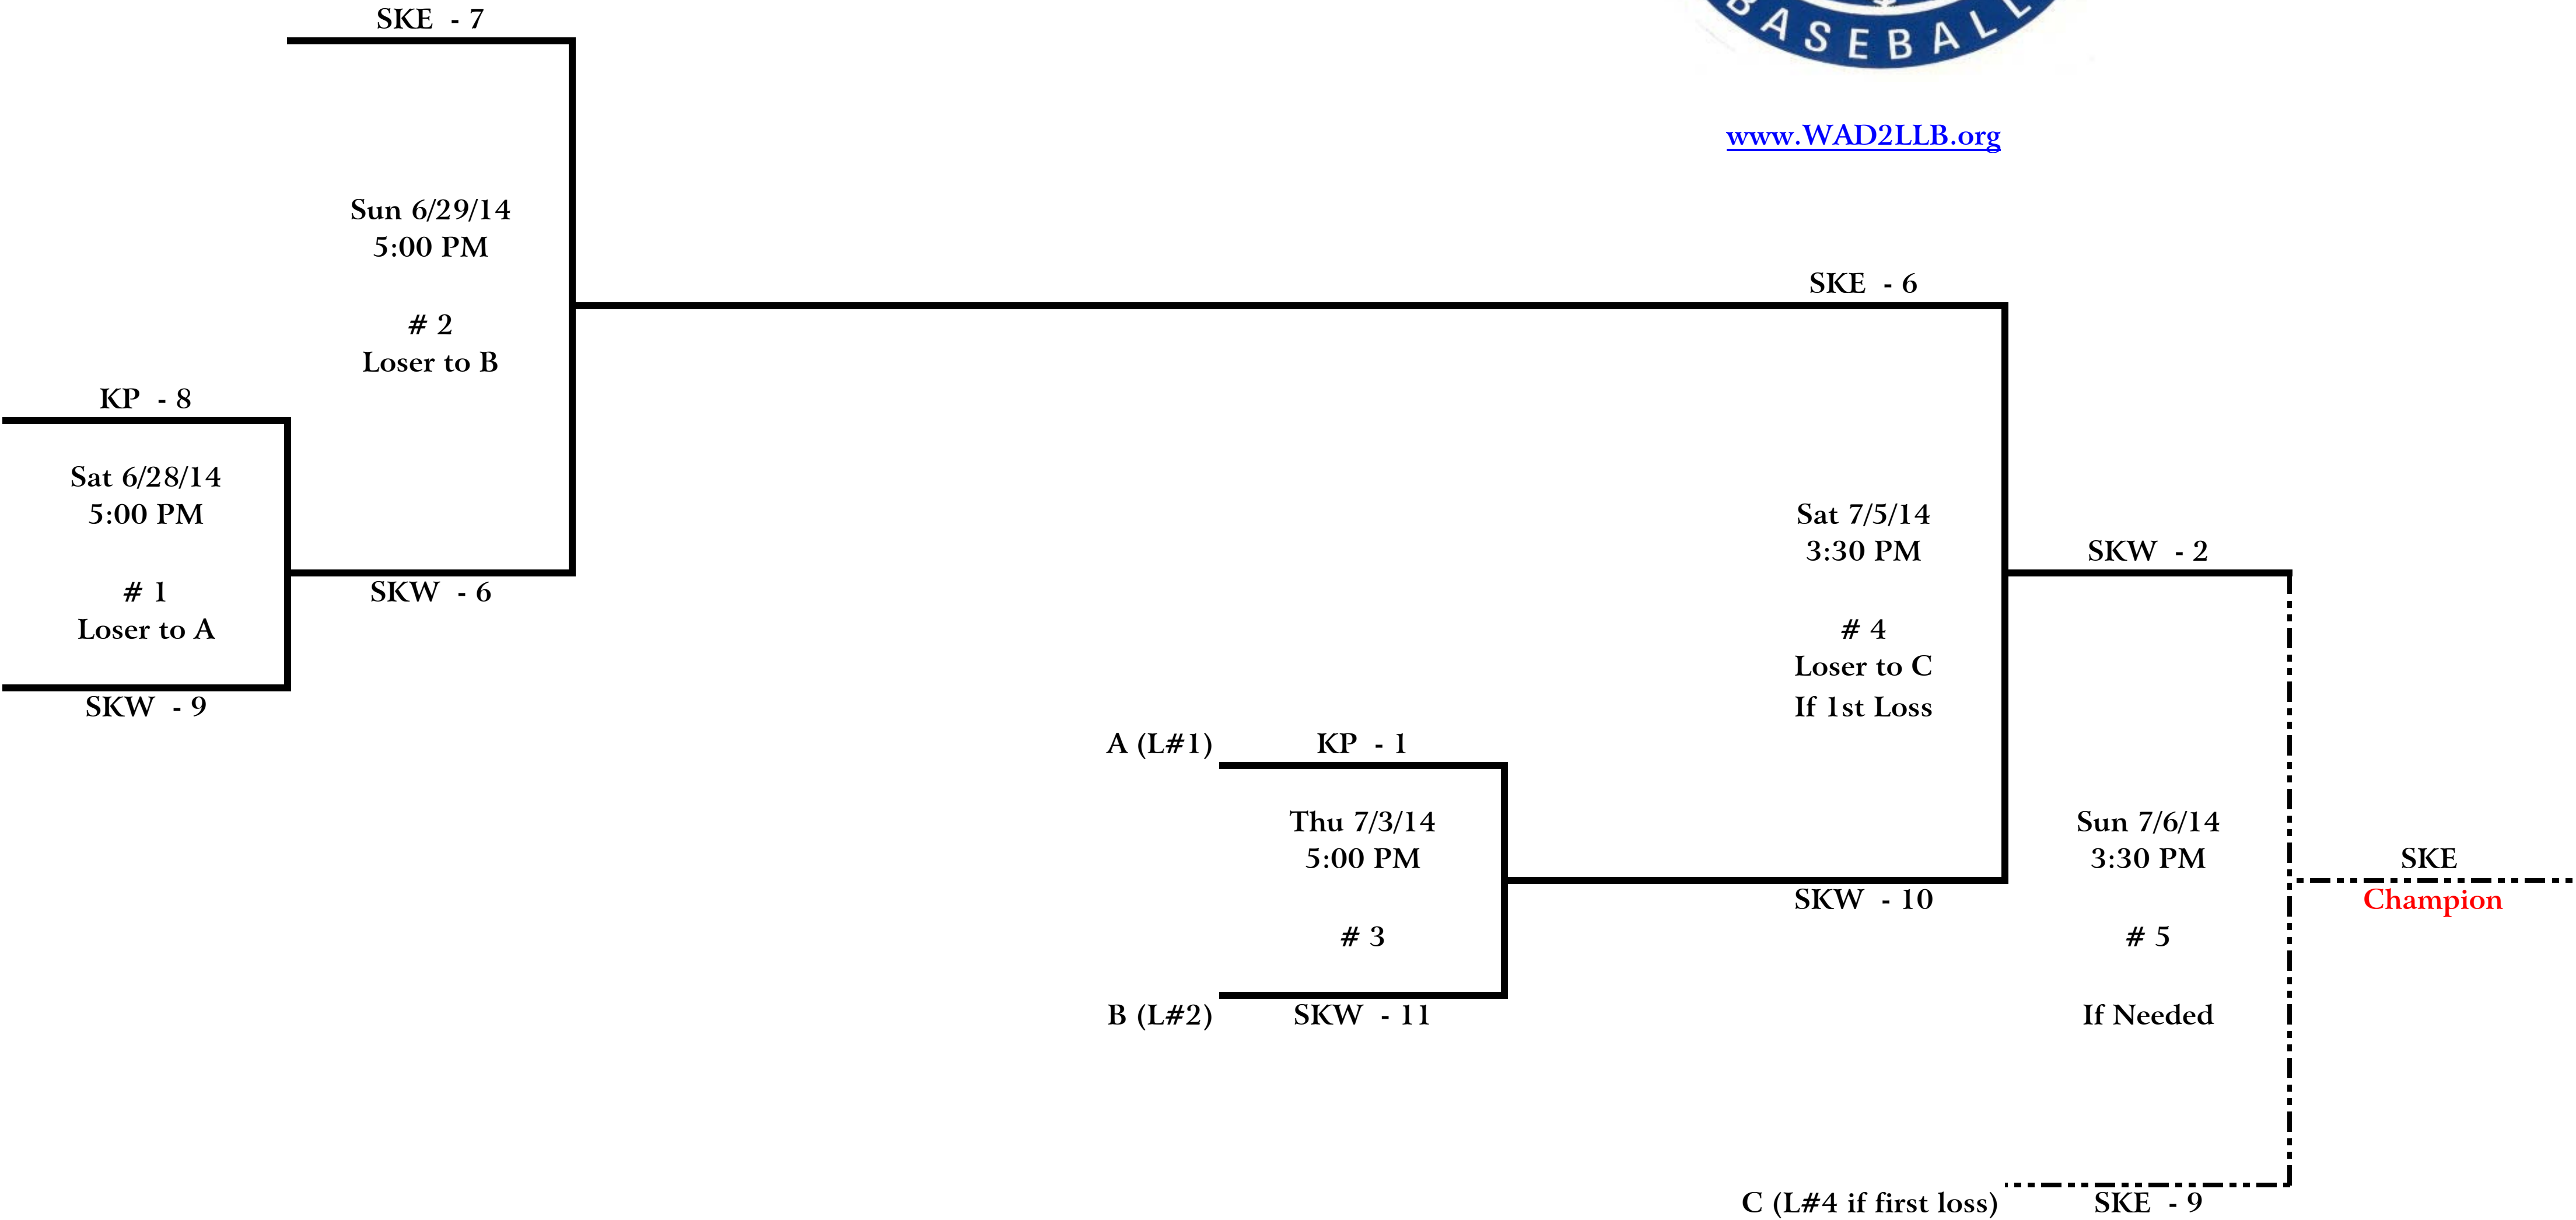 SKE - 7
BASEBALL
www.WAD2LLB.org
Sun 6/29/14
5:00 PM
# 2
Loser to B
SKE - 6
KP - 8
Sat 6/28/14
5:00 PM
# 1
Loser to A
SKW - 6
SKW - 9
Sat 7/5/14
3:30 PM
# 4
Loser to C
If 1st Loss
SKW - 2
A (L#1)
KP - 1
Thu 7/3/14
5:00 PM
# 3
SKW - 10
B (L#2)
SKW - 11
Sun 7/6/14
3:30 PM
# 5
If Needed
SKE
Champion
C (L#4 if first loss)
SKE - 9